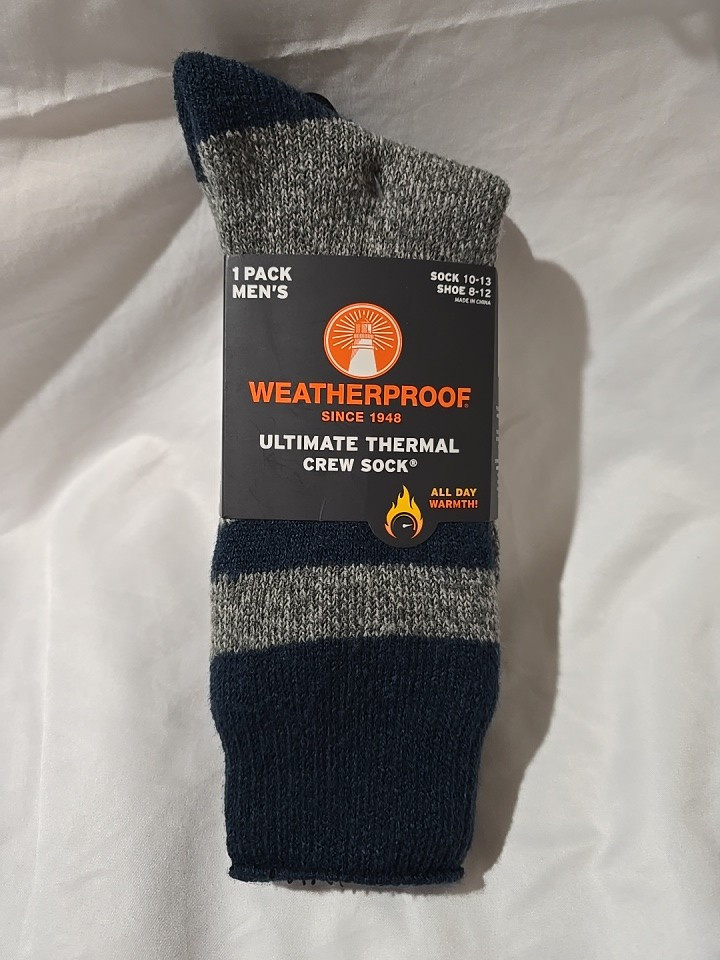 1 PACK
MEN'S
SOCK 10-13
SHOE 8-12
MADE IN CHINA
WEATHERPROOF®
SINCE 1948
ULTIMATE THERMAL
CREW SOCK®
ALL DAY
WARMTH!